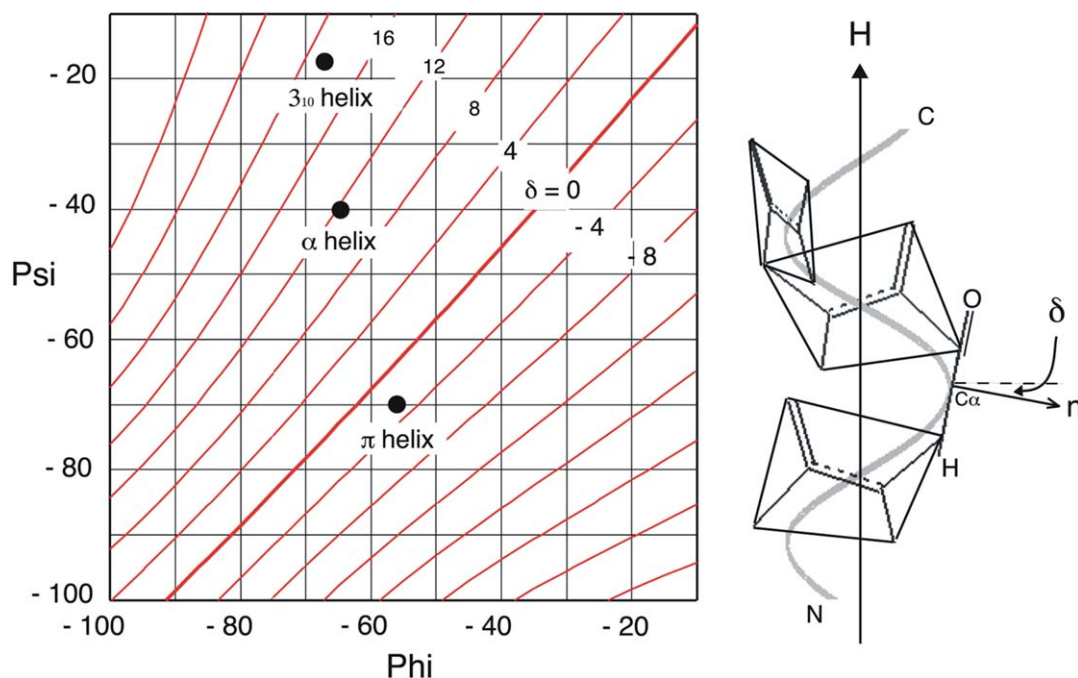 16
12
8
4
δ = 0
- 4
- 8
3₁₀ helix
α helix
π helix
- 20
- 40
- 60
- 80
- 100
Psi
- 100
- 80
- 60
- 40
- 20
Phi
H
C
O
δ
Cα
n
H
N